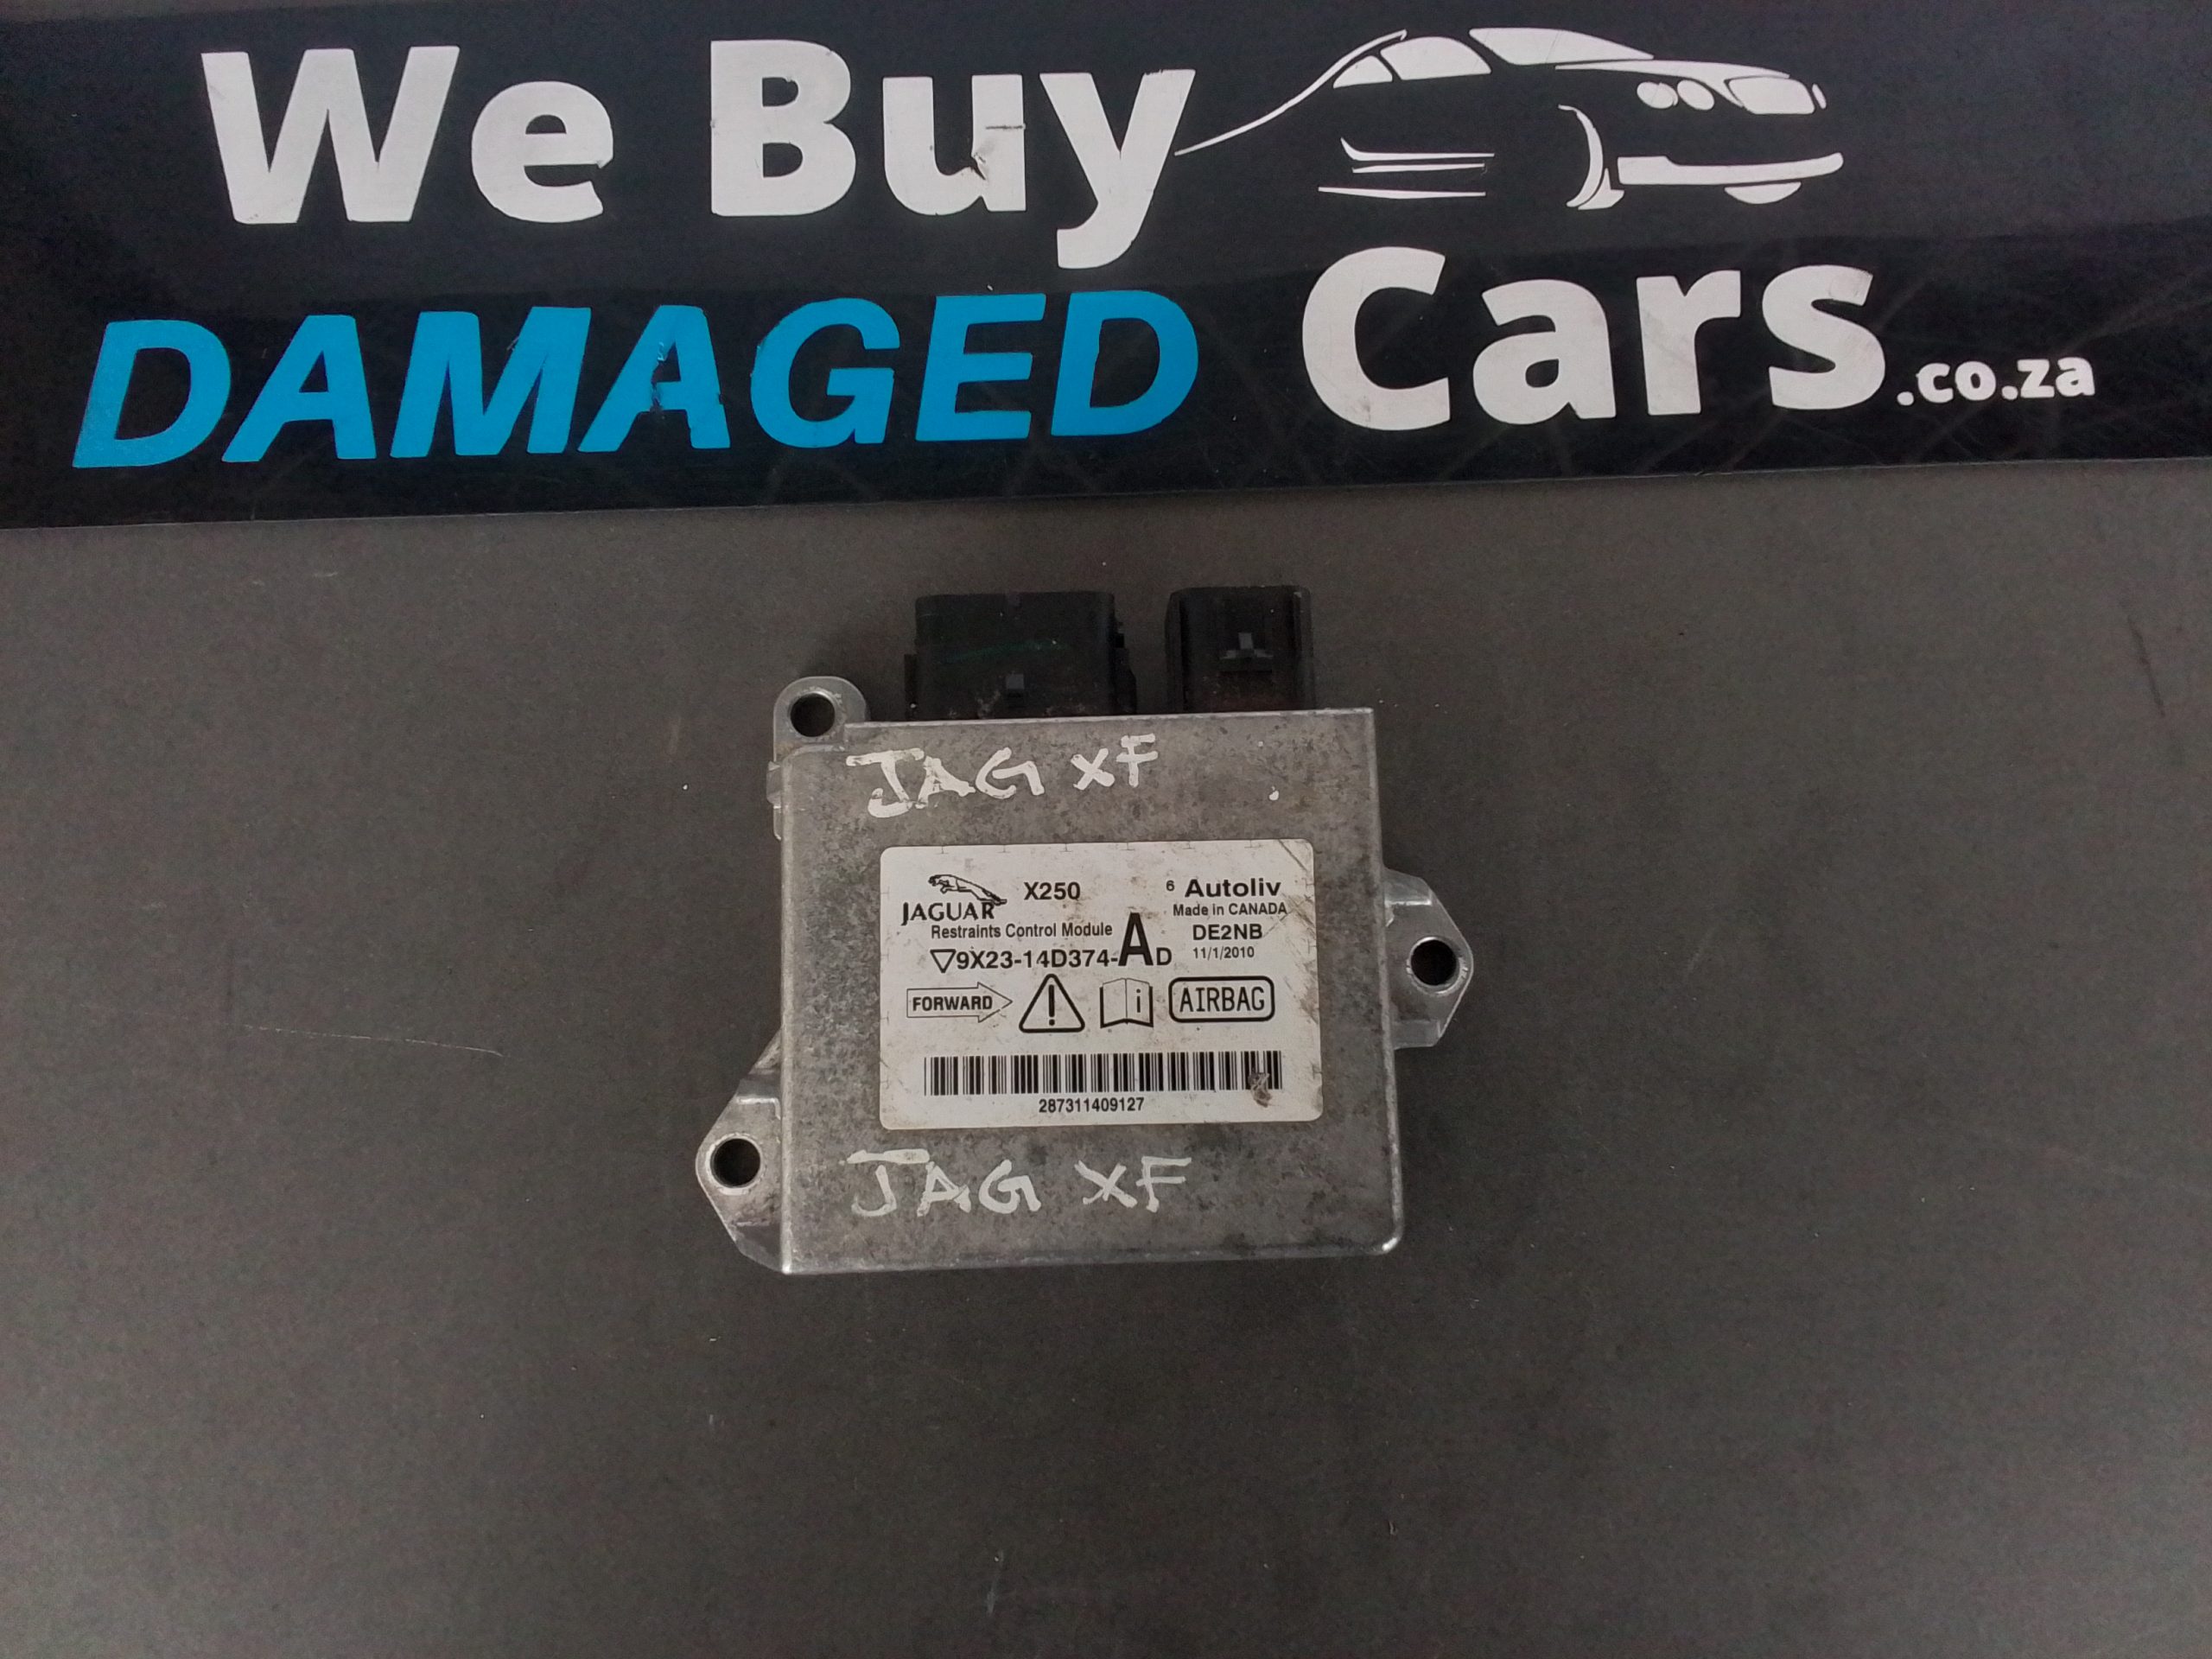 We Buy
DAMAGED Cars.co.za
JAG XF
JAGUAR X250 6 Autoliv
Made in CANADA
Restraints Control Module
DE2NB
9X23-14D374-AD
11/1/2010
FORWARD ! i AIRBAG
287311409127
JAG XF